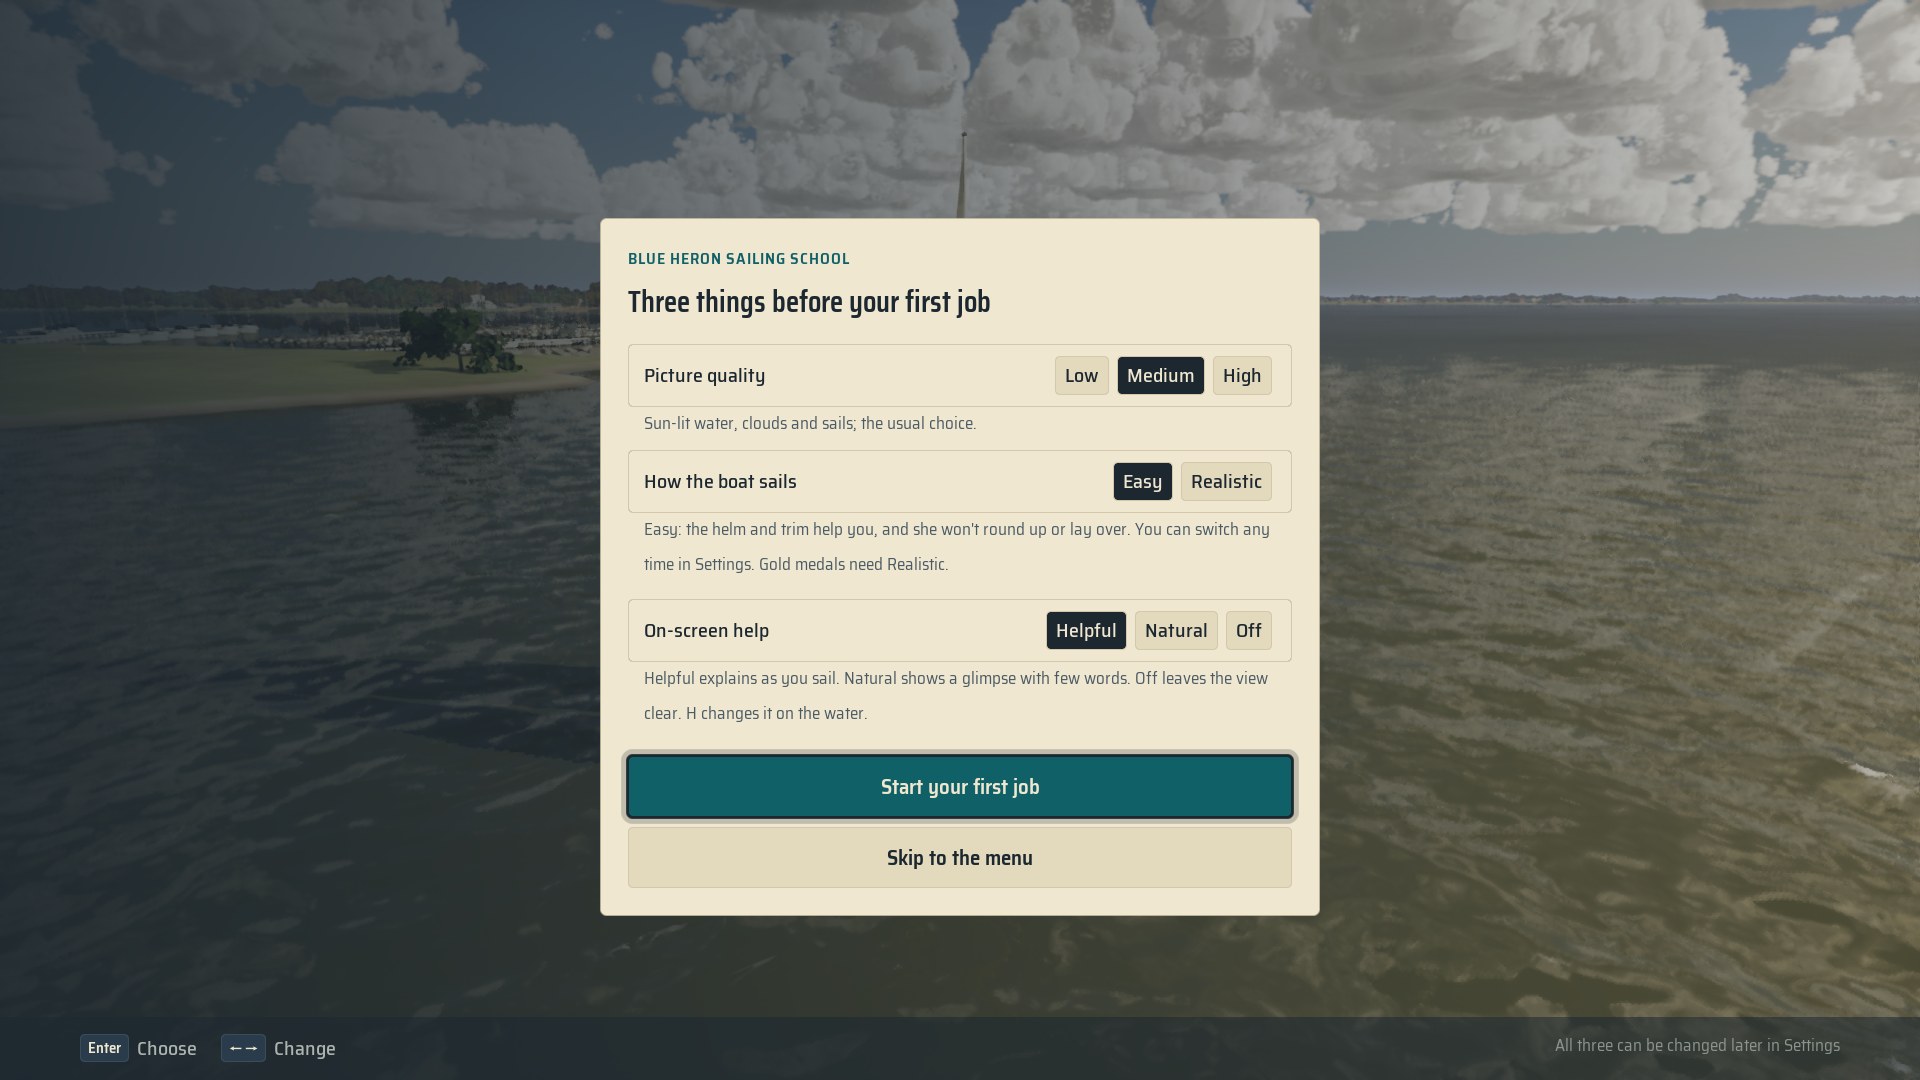 BLUE HERON SAILING SCHOOL
Three things before your first job
Picture quality Low Medium High
Sun-lit water, clouds and sails; the usual choice.
How the boat sails Easy Realistic
Easy: the helm and trim help you, and she won't round up or lay over. You can switch any
time in Settings. Gold medals need Realistic.
On-screen help Helpful Natural Off
Helpful explains as you sail. Natural shows a glimpse with few words. Off leaves the view
clear. H changes it on the water.
Start your first job
Skip to the menu
Enter Choose ←→ Change
All three can be changed later in Settings